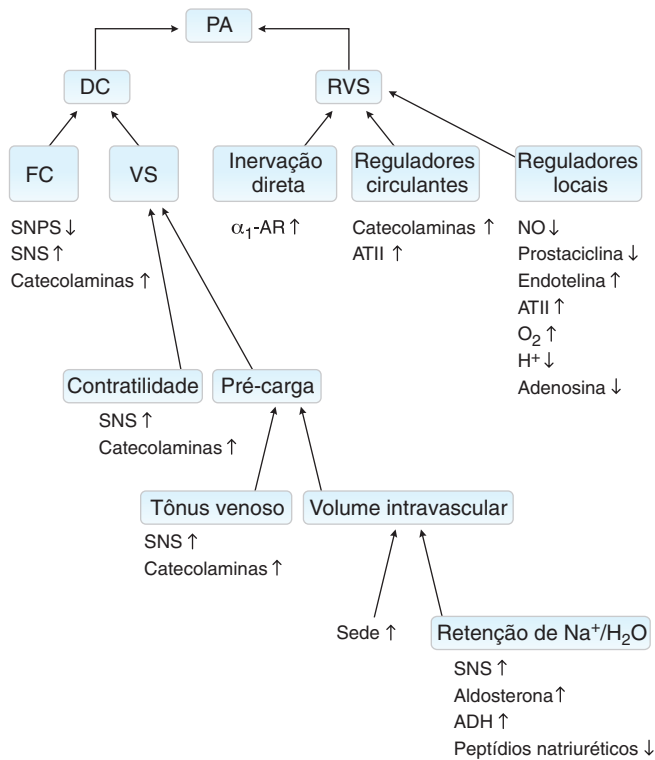 PA
DC
RVS
FC
VS
Inervação
direta
Reguladores
circulantes
Reguladores
locais
SNPS ↓
SNS ↑
Catecolaminas ↑
α₁-AR ↑
Catecolaminas ↑
ATII ↑
NO ↓
Prostaciclina ↓
Endotelina ↑
ATII ↑
O₂ ↑
H⁺ ↓
Adenosina ↓
Contratilidade
SNS ↑
Catecolaminas ↑
Pré-carga
Tônus venoso
SNS ↑
Catecolaminas ↑
Volume intravascular
Sede ↑
Retenção de Na⁺/H₂O
SNS ↑
Aldosterona ↑
ADH ↑
Peptídios natriuréticos ↓